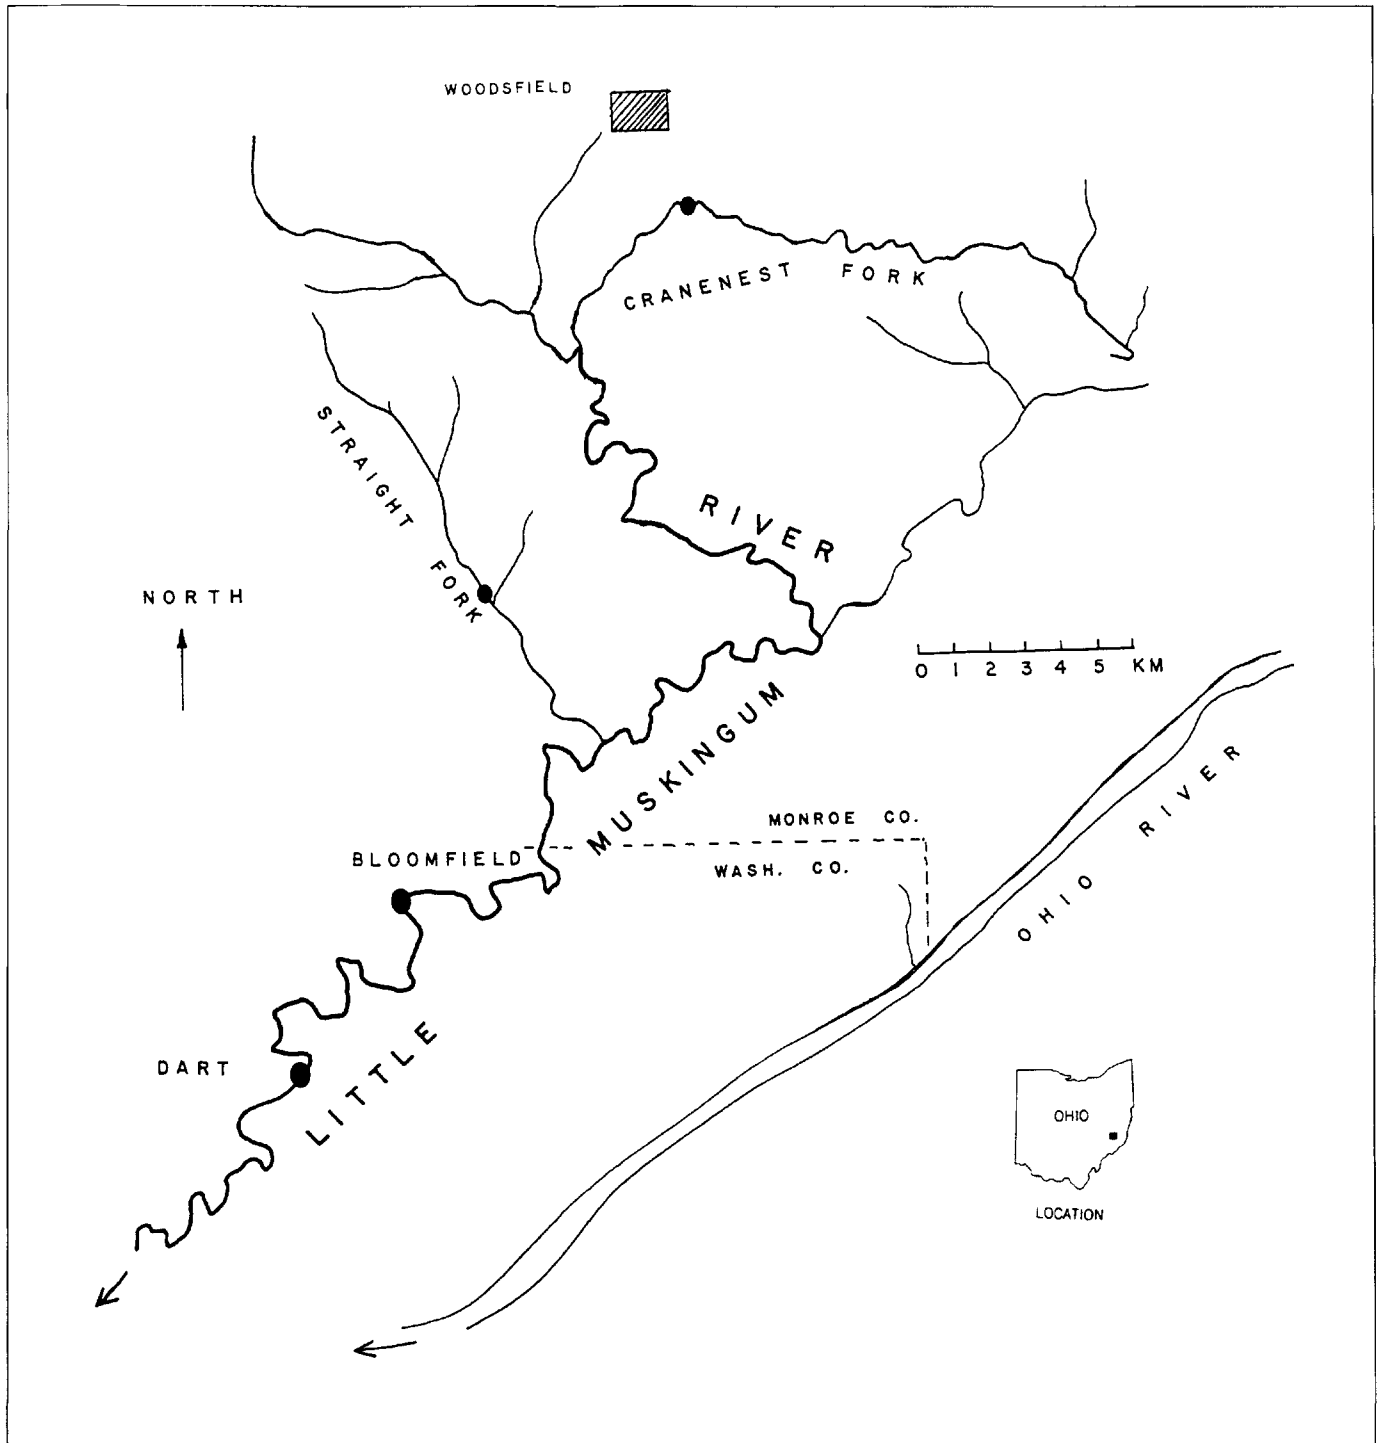 WOODSFIELD
CRANENEST FORK
STRAIGHT FORK
RIVER
NORTH
0 1 2 3 4 5 KM
MUSKINGUM
OHIO RIVER
MONROE CO.
BLOOMFIELD
WASH. CO.
LITTLE
DART
OHIO
LOCATION